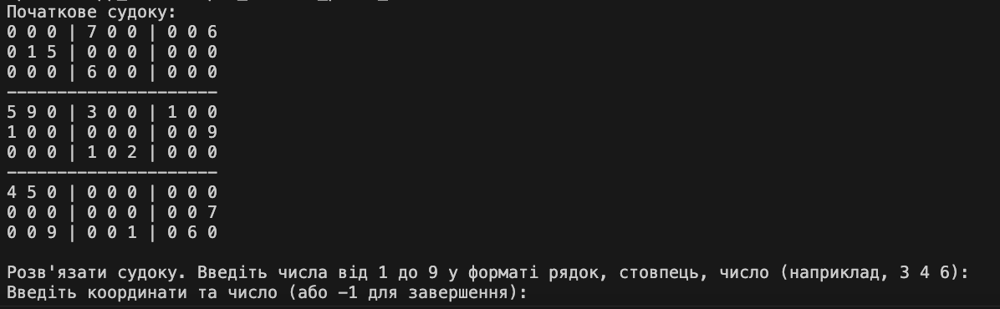 Початкове судоку:
0 0 0 | 7 0 0 | 0 0 6
0 1 5 | 0 0 0 | 0 0 0
0 0 0 | 6 0 0 | 0 0 0
---------------------
5 9 0 | 3 0 0 | 1 0 0
1 0 0 | 0 0 0 | 0 0 9
0 0 0 | 1 0 2 | 0 0 0
---------------------
4 5 0 | 0 0 0 | 0 0 0
0 0 0 | 0 0 0 | 0 0 7
0 0 9 | 0 0 1 | 0 6 0
Розв'язати судоку. Введіть числа від 1 до 9 у форматі рядок, стовпець, число (наприклад, 3 4 6):
Введіть координати та число (або -1 для завершення):